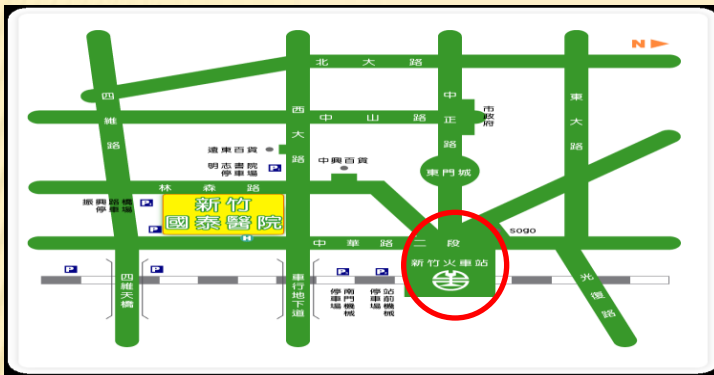 N
北大路
四維路
西大路
中正路
東大路
中山路
市政府
遠東百貨
明志書院
停車場
P
中興百貨
東門城
林森路
振興路橋
停車場
P
新竹
國泰醫院
P
H
中華路二段
sogo
新竹火車站
P
P
P
P
四維天橋
車行地下道
南門機械
停車場
站前機械
停車場
光復路